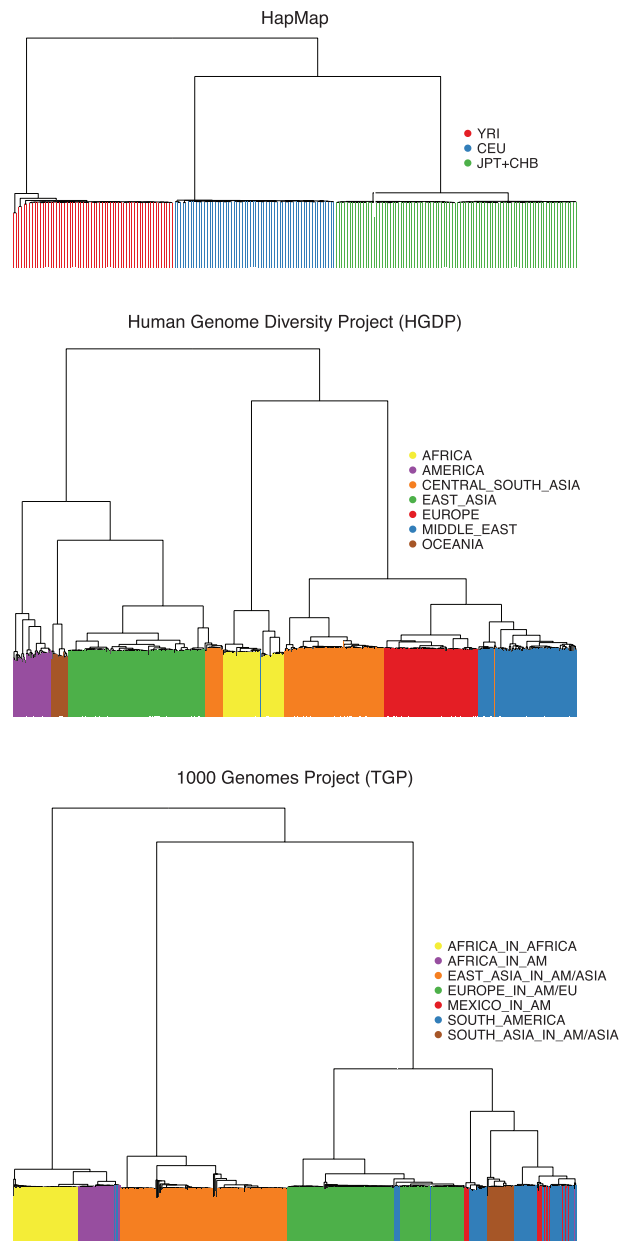 HapMap
YRI
CEU
JPT+CHB
Human Genome Diversity Project (HGDP)
AFRICA
AMERICA
CENTRAL_SOUTH_ASIA
EAST_ASIA
EUROPE
MIDDLE_EAST
OCEANIA
1000 Genomes Project (TGP)
AFRICA_IN_AFRICA
AFRICA_IN_AM
EAST_ASIA_IN_AM/ASIA
EUROPE_IN_AM/EU
MEXICO_IN_AM
SOUTH_AMERICA
SOUTH_ASIA_IN_AM/ASIA